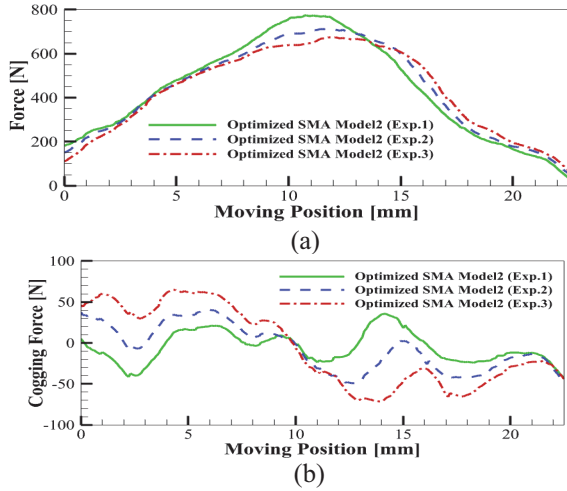 800
600
400
200
0
Force [N]
Optimized SMA Model2 (Exp.1)
Optimized SMA Model2 (Exp.2)
Optimized SMA Model2 (Exp.3)
0 5 10 15 20
Moving Position [mm]
(a)
100
50
0
-50
-100
Cogging Force [N]
Optimized SMA Model2 (Exp.1)
Optimized SMA Model2 (Exp.2)
Optimized SMA Model2 (Exp.3)
0 5 10 15 20
Moving Position [mm]
(b)